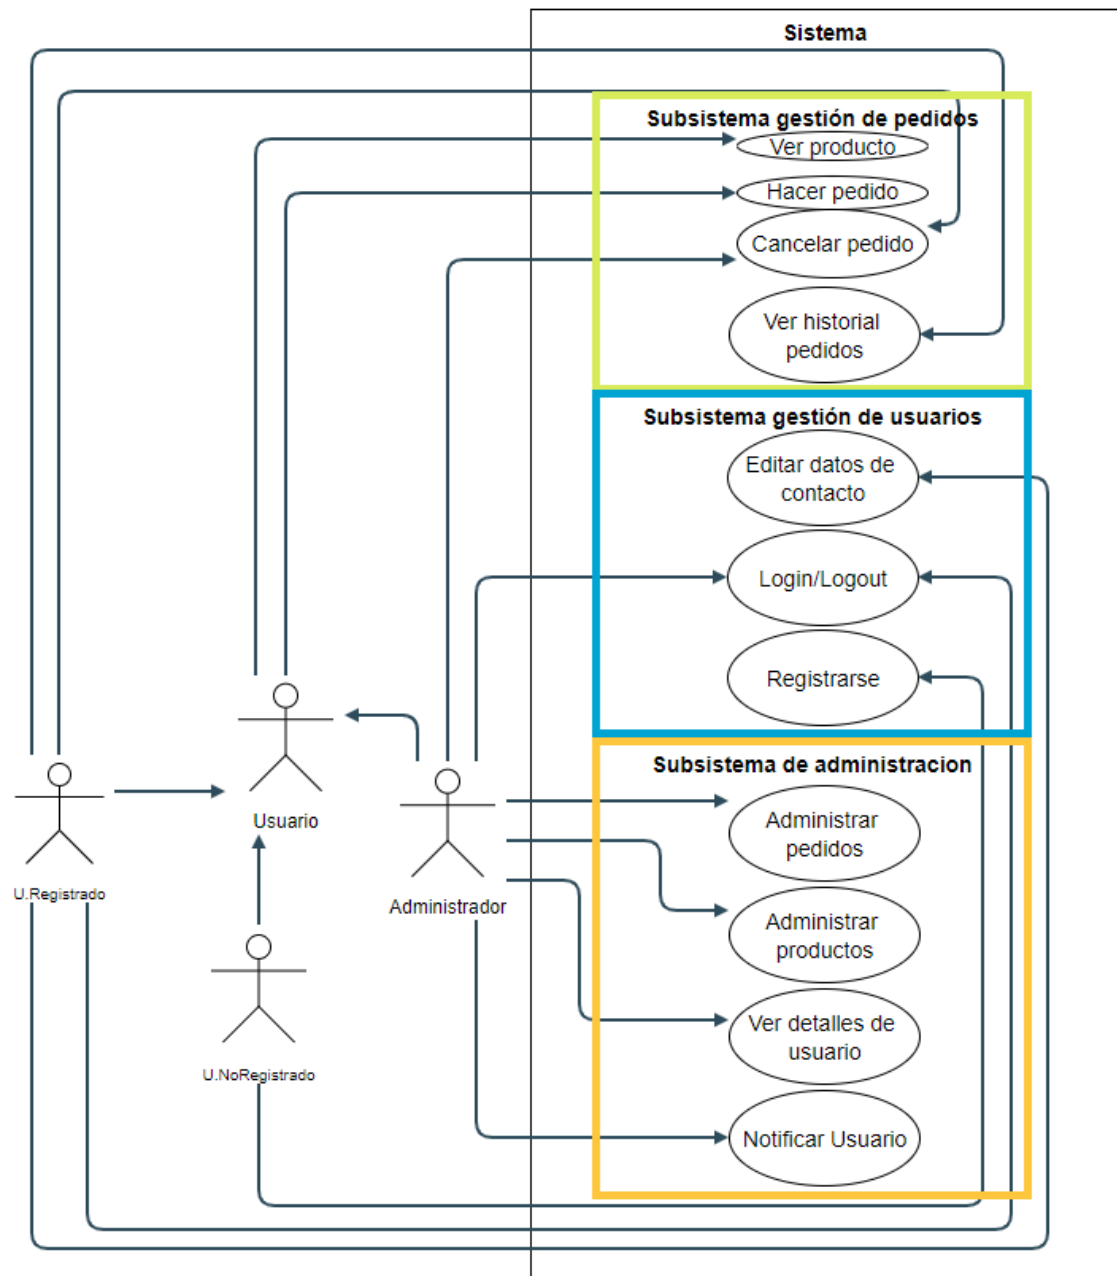 Sistema
Subsistema gestión de pedidos
Ver producto
Hacer pedido
Cancelar pedido
Ver historial
pedidos
Subsistema gestión de usuarios
Editar datos de
contacto
Login/Logout
Registrarse
Subsistema de administracion
Administrar
pedidos
Administrar
productos
Ver detalles de
usuario
Notificar Usuario
Usuario
U.Registrado
Administrador
U.NoRegistrado